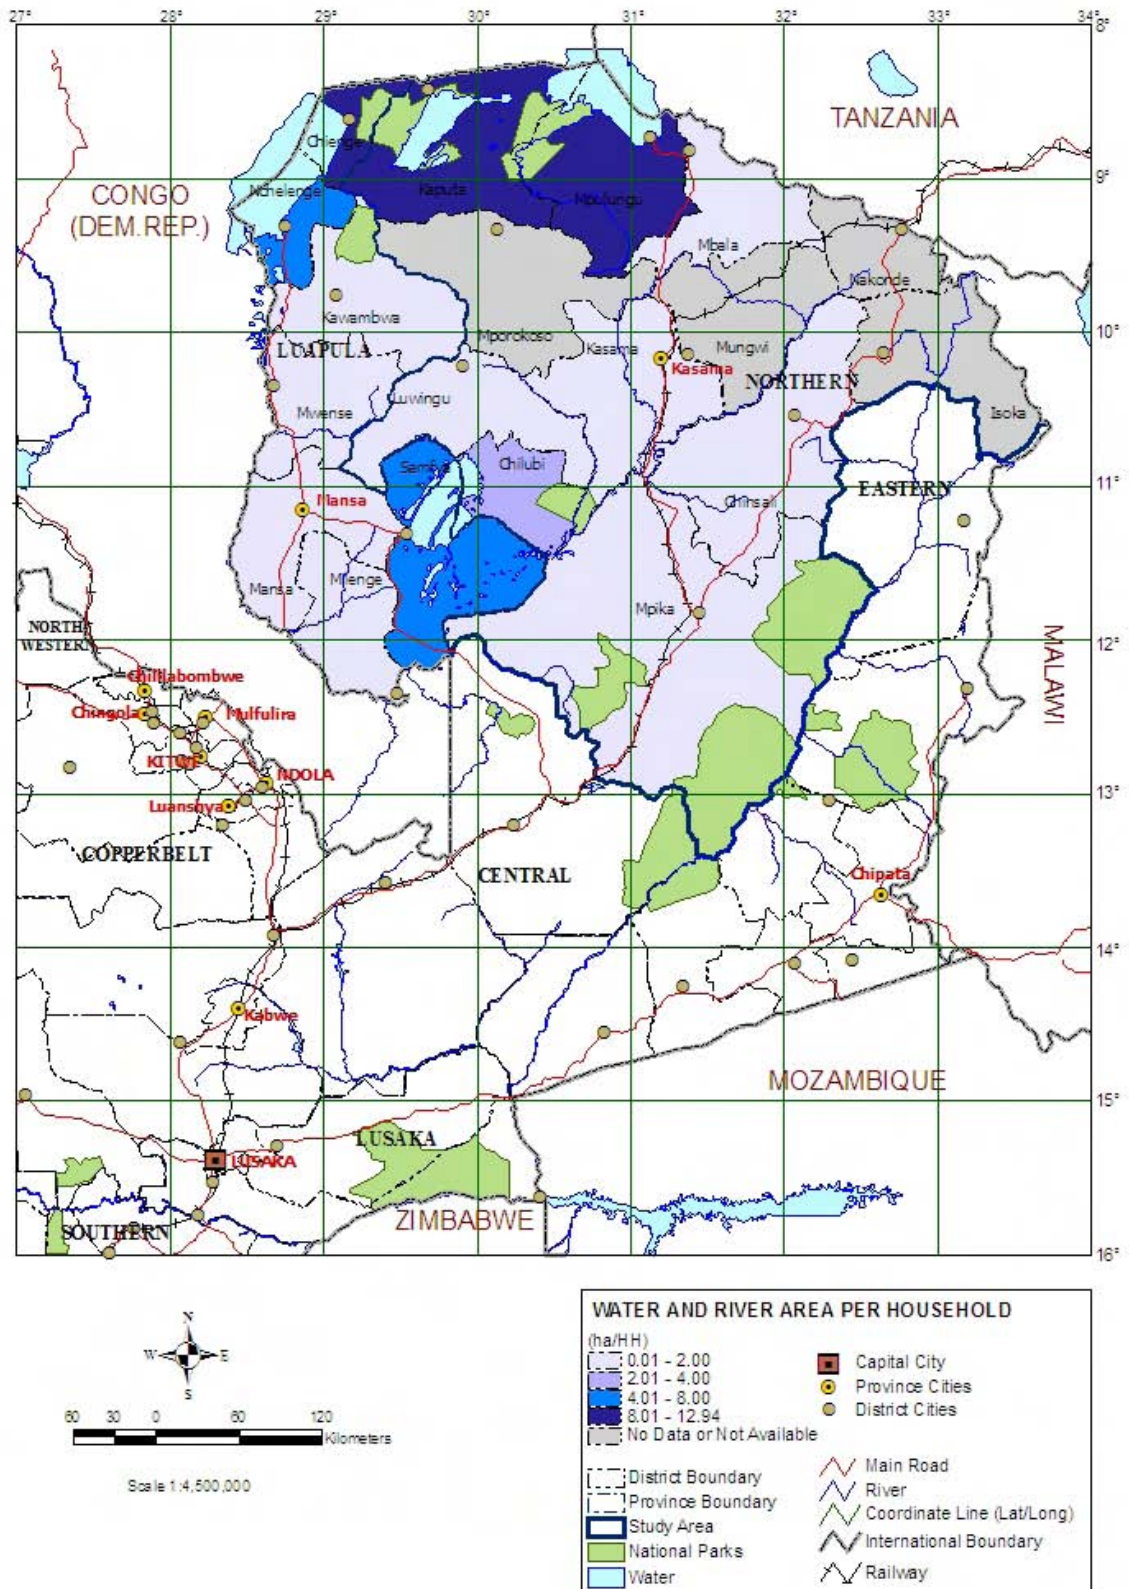 27° 28° 29° 30° 31° 32° 33° 34°
8°
TANZANIA
Chienge
9°
CONGO
(DEM.REP.)
Nchelenge
Kaputa
Mpulungu
Mbala
Nakonde
Kawambwa
10°
LUAPULA
Mporokoso
Kasama
Kasama
Mungwi
NORTHERN
Luwingu
Mwense
Isoka
Samfya
Chilubi
11°
EASTERN
Mansa
Chinsali
Mansa
Milenge
Mpika
NORTH
WESTERN
12°
MALAWI
Chililabombwe
Chingola
Mulfulira
KITWE
NDOLA
13°
Luanshya
COPPERBELT
CENTRAL
Chipata
14°
Kabwe
MOZAMBIQUE
15°
LUSAKA
LUSAKA
ZIMBABWE
SOUTHERN
16°
N
W E
S
60 30 0 60 120
Kilometers
Scale 1:4,500,000
WATER AND RIVER AREA PER HOUSEHOLD
(ha/HH)
0.01 - 2.00
2.01 - 4.00
4.01 - 8.00
8.01 - 12.94
No Data or Not Available
Capital City
Province Cities
District Cities
District Boundary
Province Boundary
Study Area
National Parks
Water
Main Road
River
Coordinate Line (Lat/Long)
International Boundary
Railway